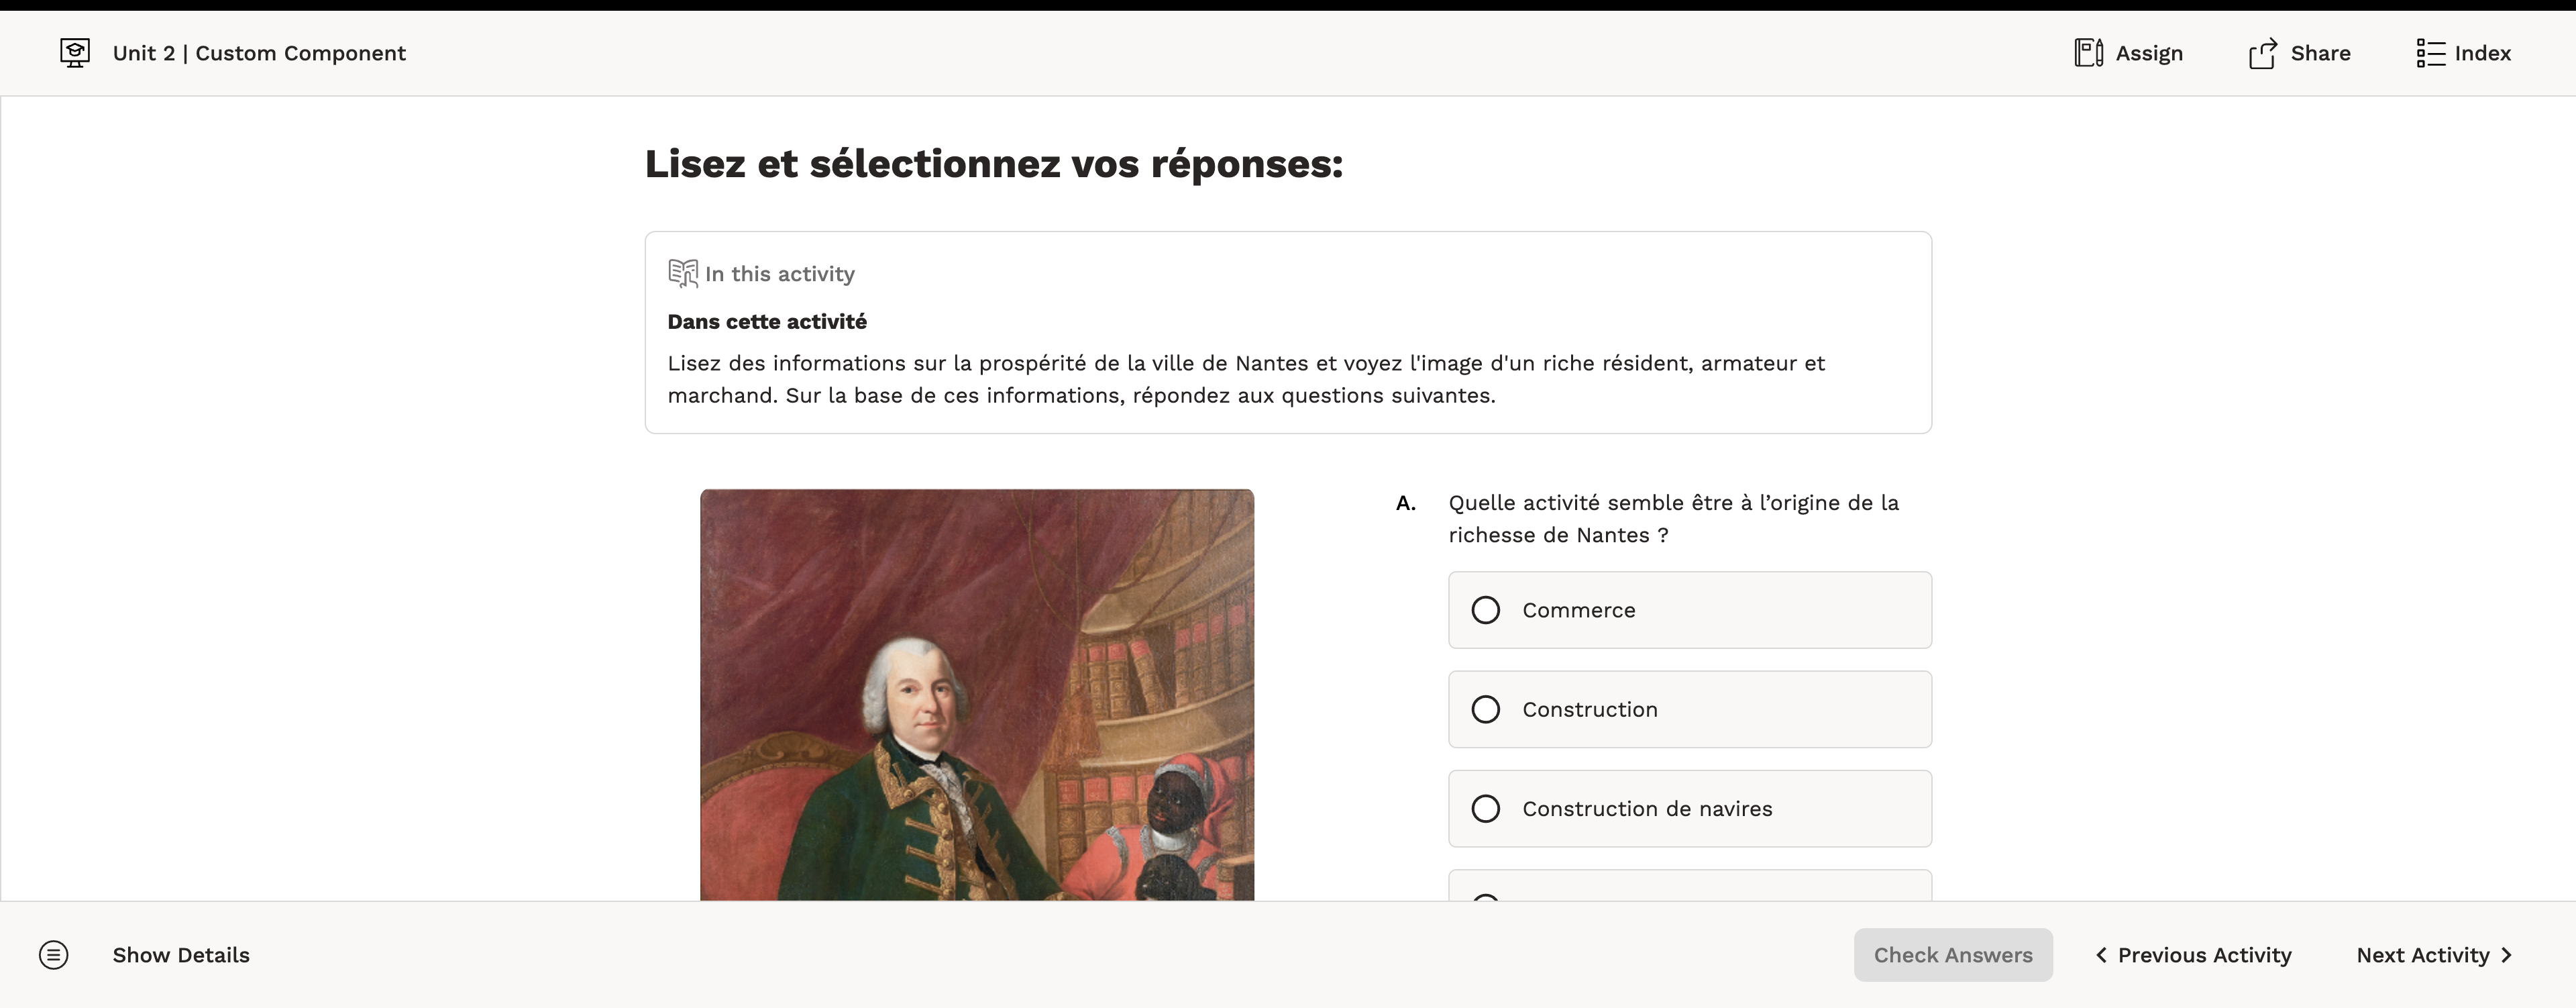 Unit 2 | Custom Component
Assign
Share
Index
Lisez et sélectionnez vos réponses:
In this activity
Dans cette activité
Lisez des informations sur la prospérité de la ville de Nantes et voyez l'image d'un riche résident, armateur et
marchand. Sur la base de ces informations, répondez aux questions suivantes.
A. Quelle activité semble être à l’origine de la
richesse de Nantes ?
Commerce
Construction
Construction de navires
Show Details
Check Answers
Previous Activity
Next Activity